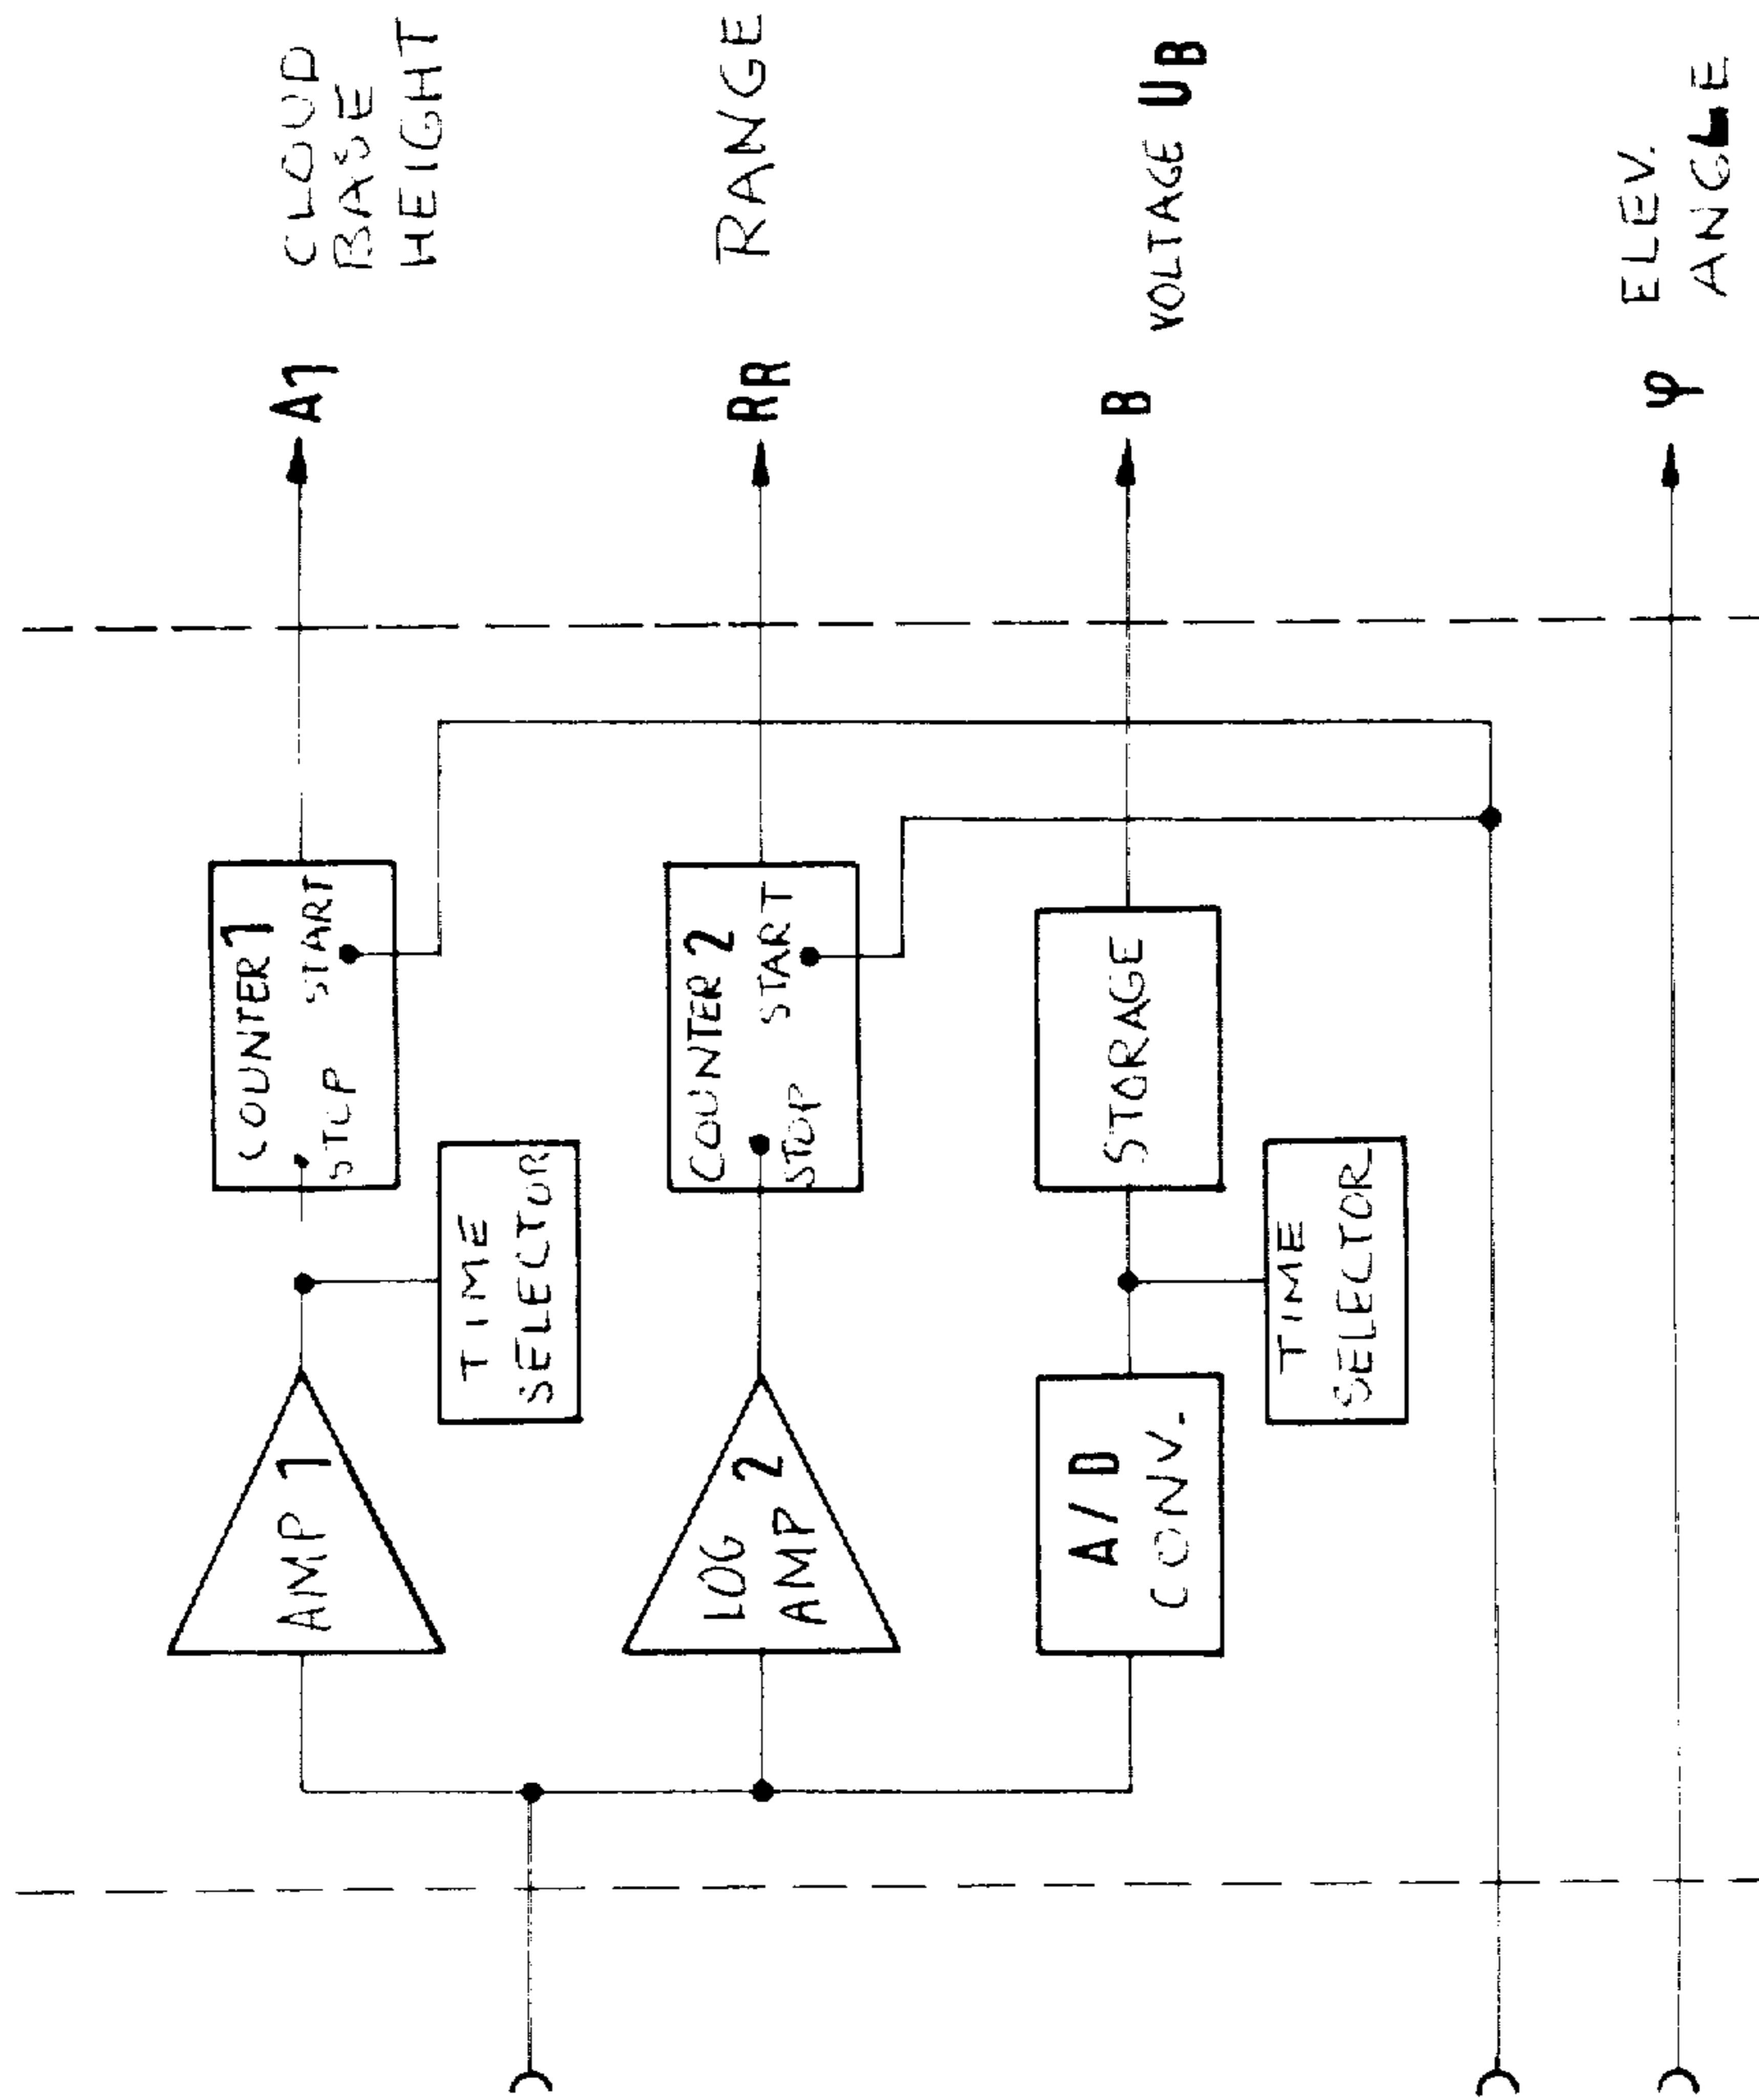 AMP 1
TIME
SELECTOR
COUNTER 1
STOP START
A1
CLOUD
BASE
HEIGHT
LOG 2
AMP
COUNTER 2
STOP START
RR
RANGE
A/D
CONV.
TIME
SELECTOR
STORAGE
B
VOLTAGE UB
φ
ELEV.
ANGLE